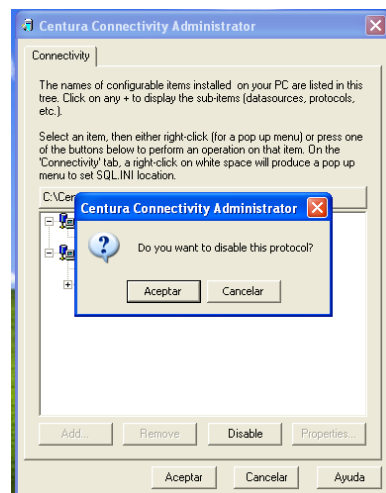 Centura Connectivity Administrator
Connectivity
The names of configurable items installed on your PC are listed in this
tree. Click on any + to display the sub-items (datasources, protocols,
etc.).
Select an item, then either right-click (for a pop up menu) or press one
of the buttons below to perform an operation on that item. On the
'Connectivity' tab, a right-click on white space will produce a pop up
menu to set SQL.INI location.
Centura Connectivity Administrator
Do you want to disable this protocol?
Aceptar Cancelar
Add... Remove Disable Properties...
Aceptar Cancelar Ayuda